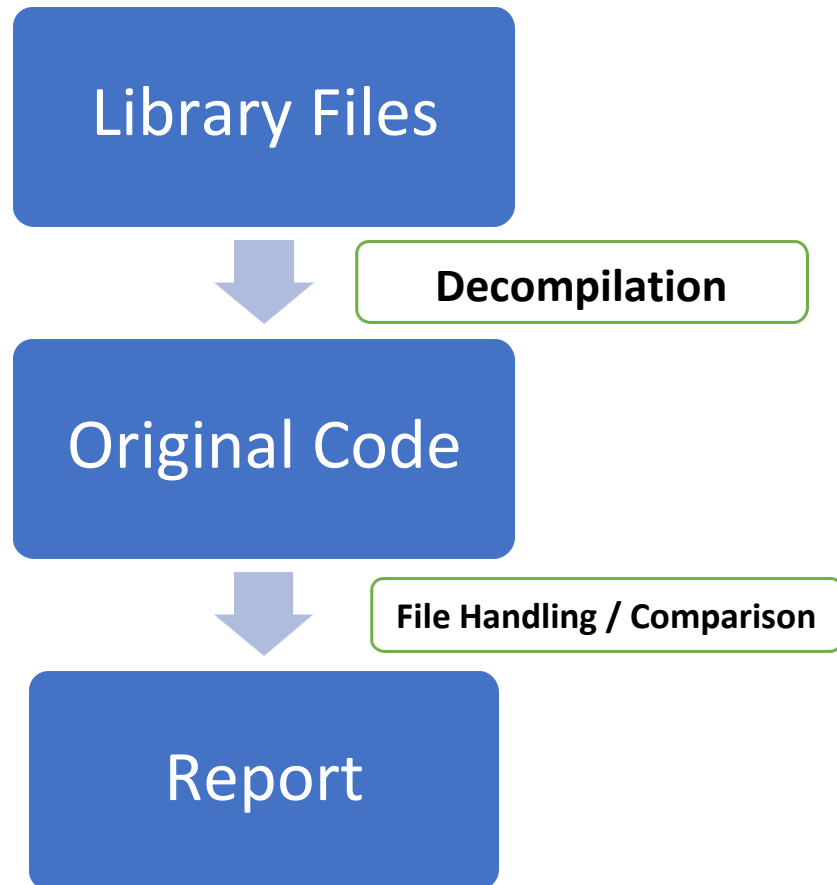 Library Files
Decompilation
Original Code
File Handling / Comparison
Report